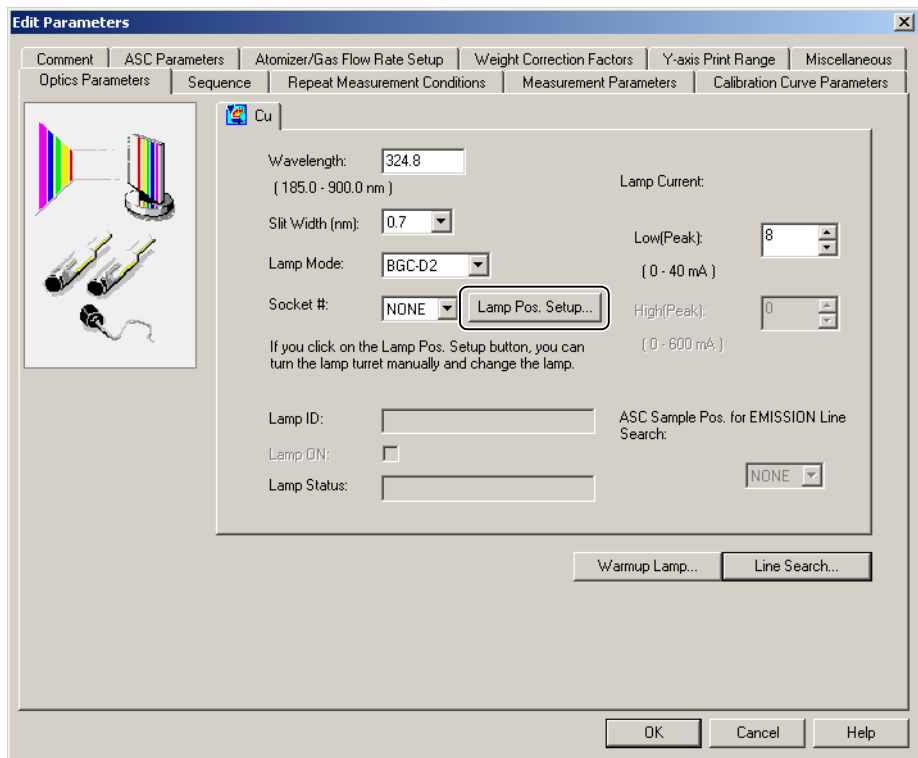 Edit Parameters
Comment ASC Parameters Atomizer/Gas Flow Rate Setup Weight Correction Factors Y-axis Print Range Miscellaneous
Optics Parameters Sequence Repeat Measurement Conditions Measurement Parameters Calibration Curve Parameters
Cu
Wavelength: 324.8
( 185.0 - 900.0 nm )
Lamp Current:
Slit Width (nm): 0.7
Low(Peak): 8
Lamp Mode: BGC-D2
( 0 - 40 mA )
Socket #: NONE Lamp Pos. Setup...
High(Peak): 0
If you click on the Lamp Pos. Setup button, you can
turn the lamp turret manually and change the lamp.
( 0 - 600 mA )
Lamp ID:
ASC Sample Pos. for EMISSION Line
Search:
Lamp ON:
NONE
Lamp Status:
Warmup Lamp... Line Search...
OK Cancel Help